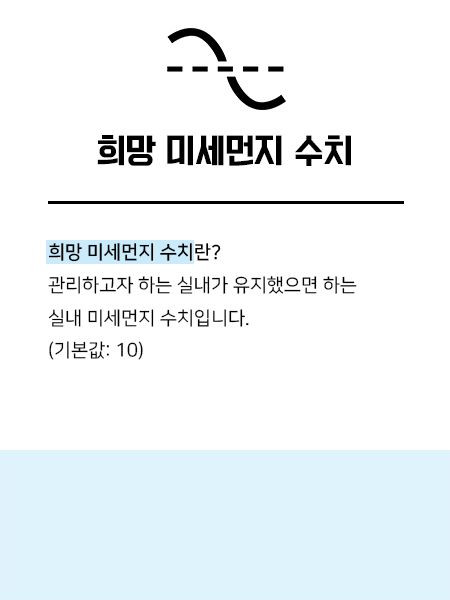 희망 미세먼지 수치
희망 미세먼지 수치란?
관리하고자 하는 실내가 유지했으면 하는
실내 미세먼지 수치입니다.
(기본값: 10)